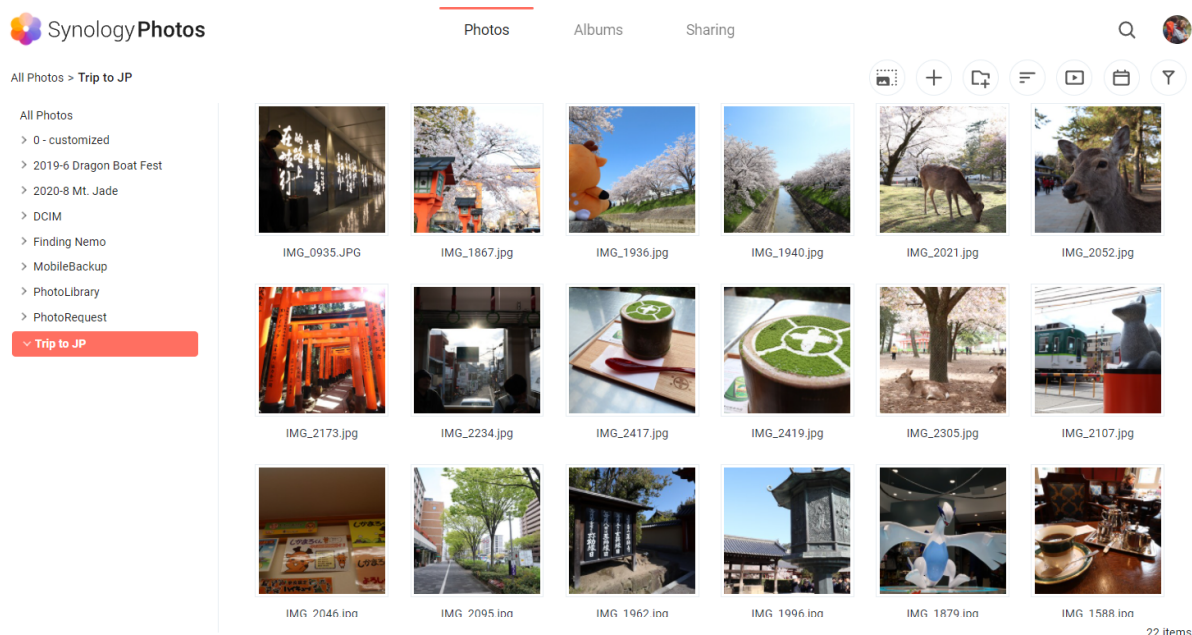 SynologyPhotos
Photos
Albums
Sharing
All Photos > Trip to JP
All Photos
0 - customized
2019-6 Dragon Boat Fest
2020-8 Mt. Jade
DCIM
Finding Nemo
MobileBackup
PhotoLibrary
PhotoRequest
Trip to JP
IMG_0935.JPG
IMG_1867.jpg
IMG_1936.jpg
IMG_1940.jpg
IMG_2021.jpg
IMG_2052.jpg
IMG_2173.jpg
IMG_2234.jpg
IMG_2417.jpg
IMG_2419.jpg
IMG_2305.jpg
IMG_2107.jpg
IMG_2046.jpg
IMG_2095.jpg
IMG_1962.jpg
IMG_1996.jpg
IMG_1879.jpg
IMG_1588.jpg
22 items